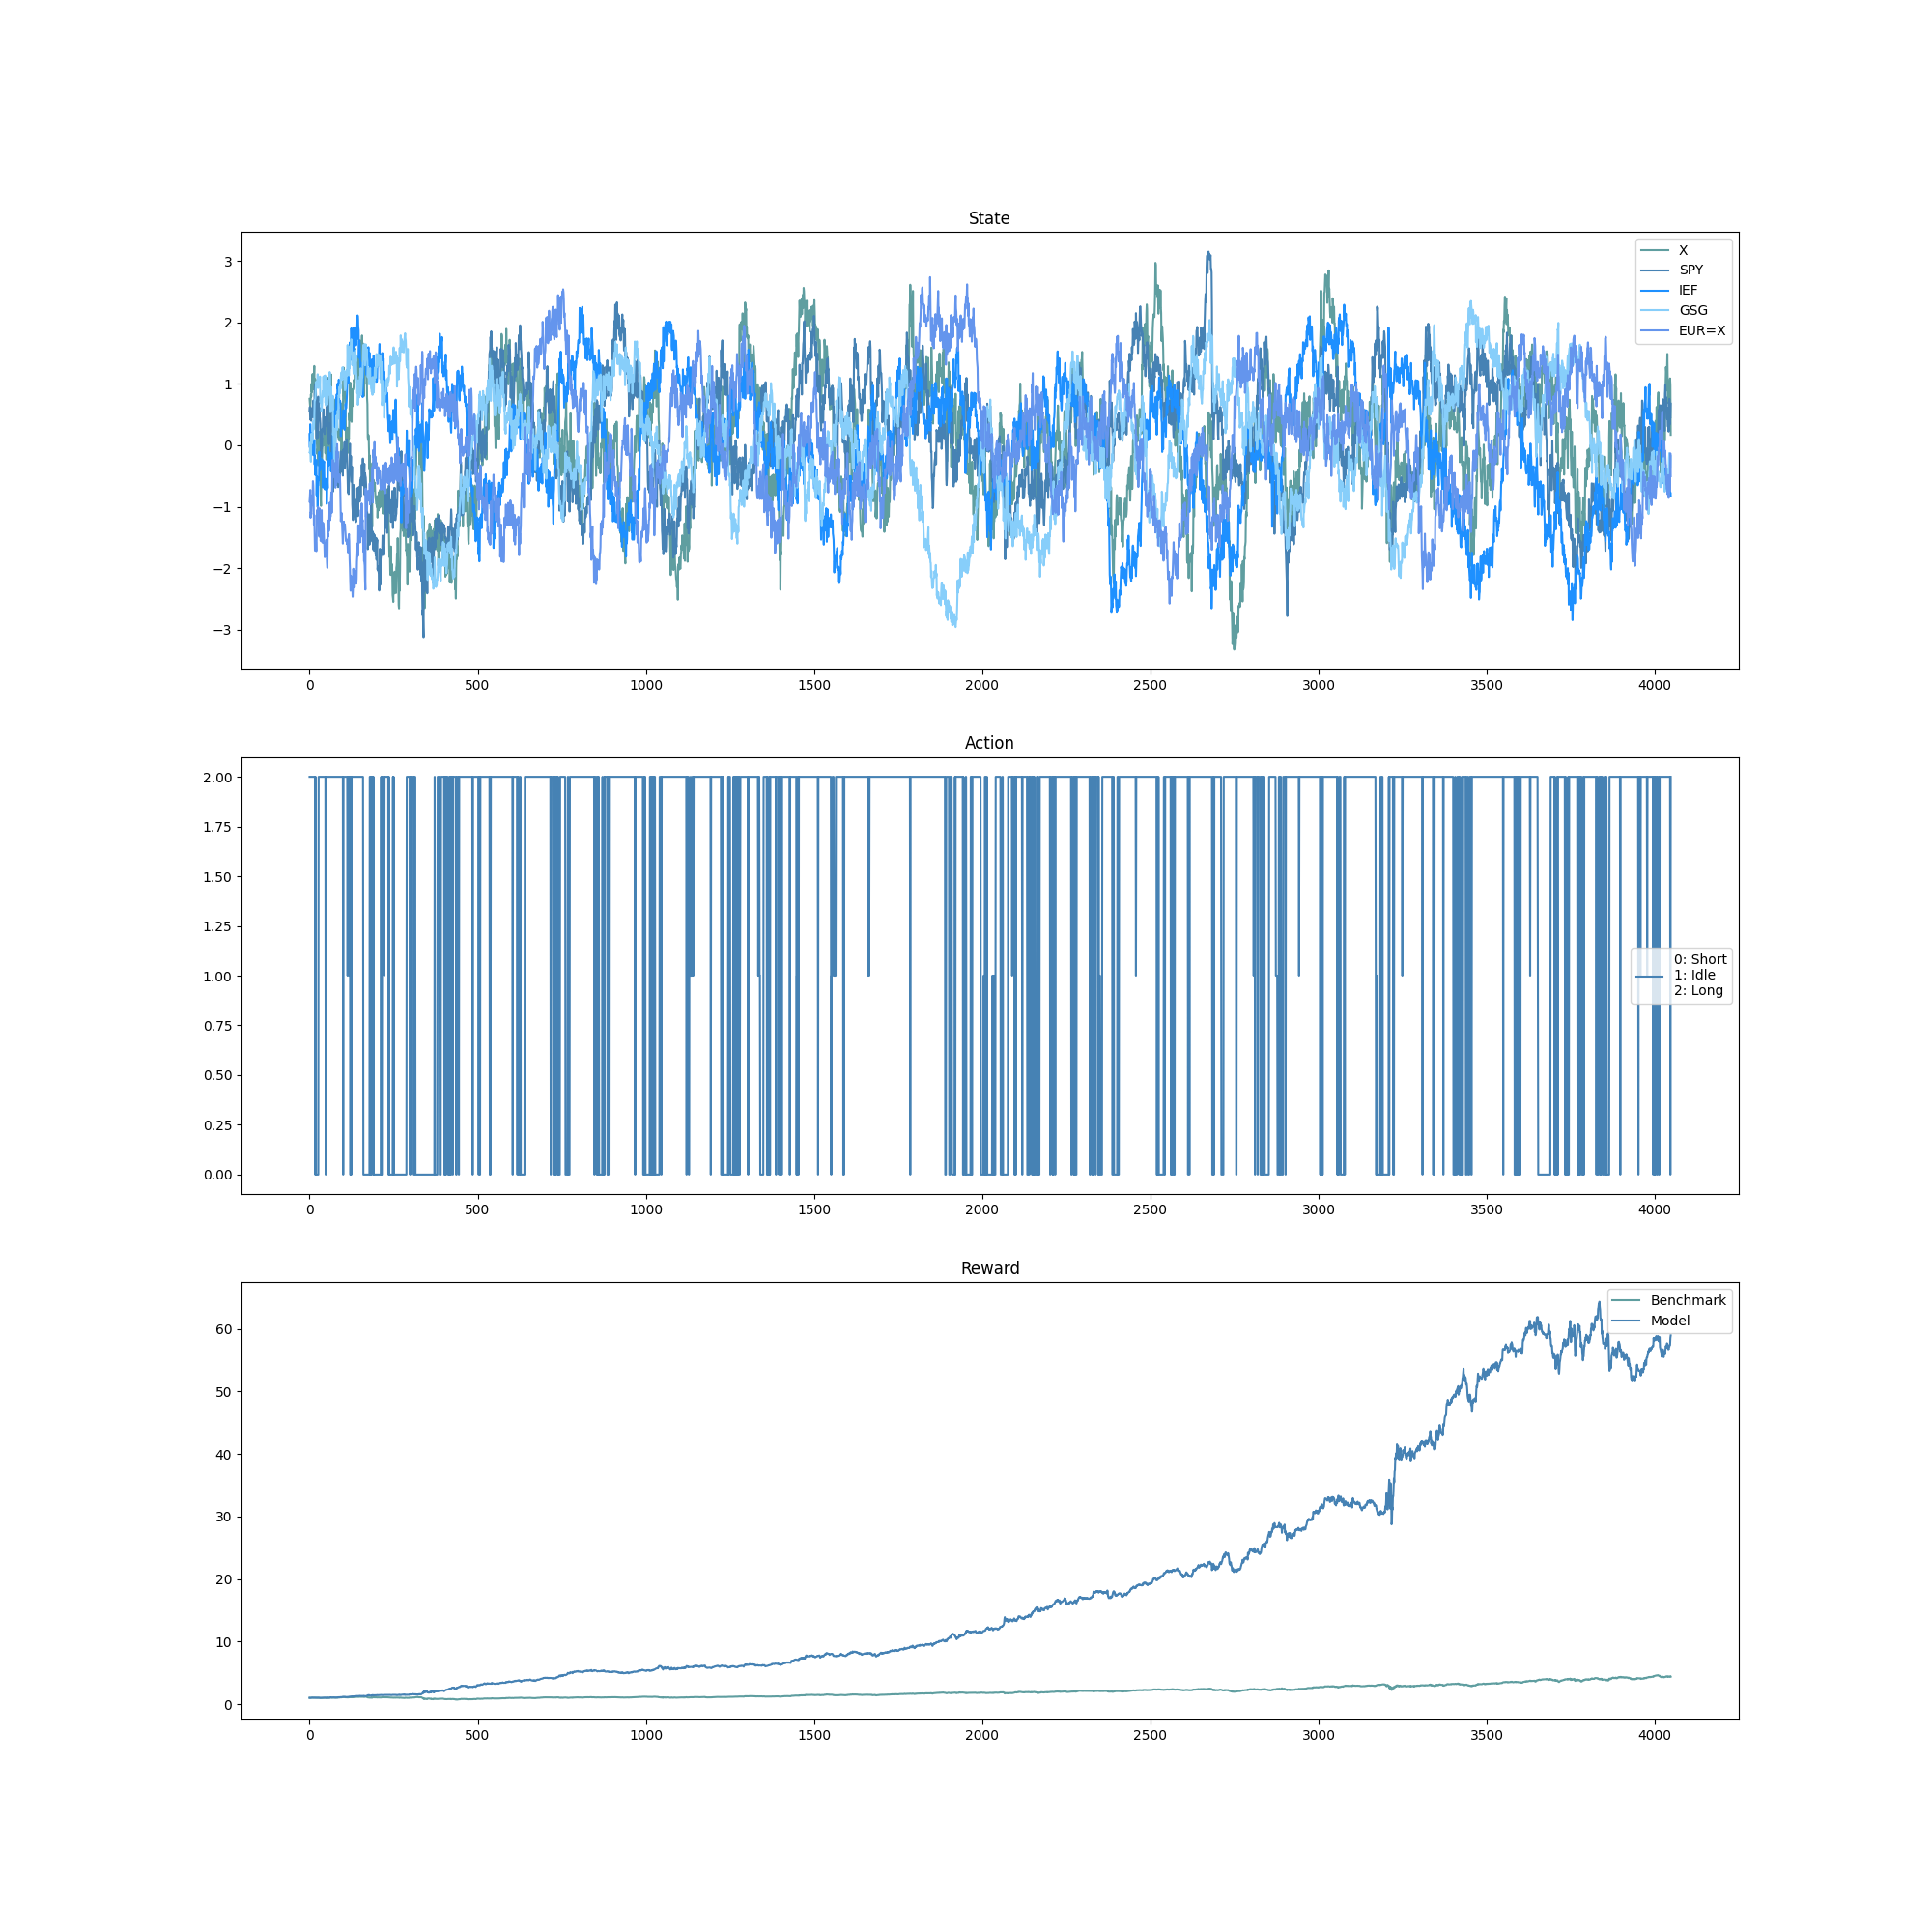 State
3
2
1
0
−1
−2
−3
X
SPY
IEF
GSG
EUR=X
0 500 1000 1500 2000 2500 3000 3500 4000
Action
2.00
1.75
1.50
1.25
1.00
0.75
0.50
0.25
0.00
0: Short
1: Idle
2: Long
0 500 1000 1500 2000 2500 3000 3500 4000
Reward
60
50
40
30
20
10
0
Benchmark
Model
0 500 1000 1500 2000 2500 3000 3500 4000